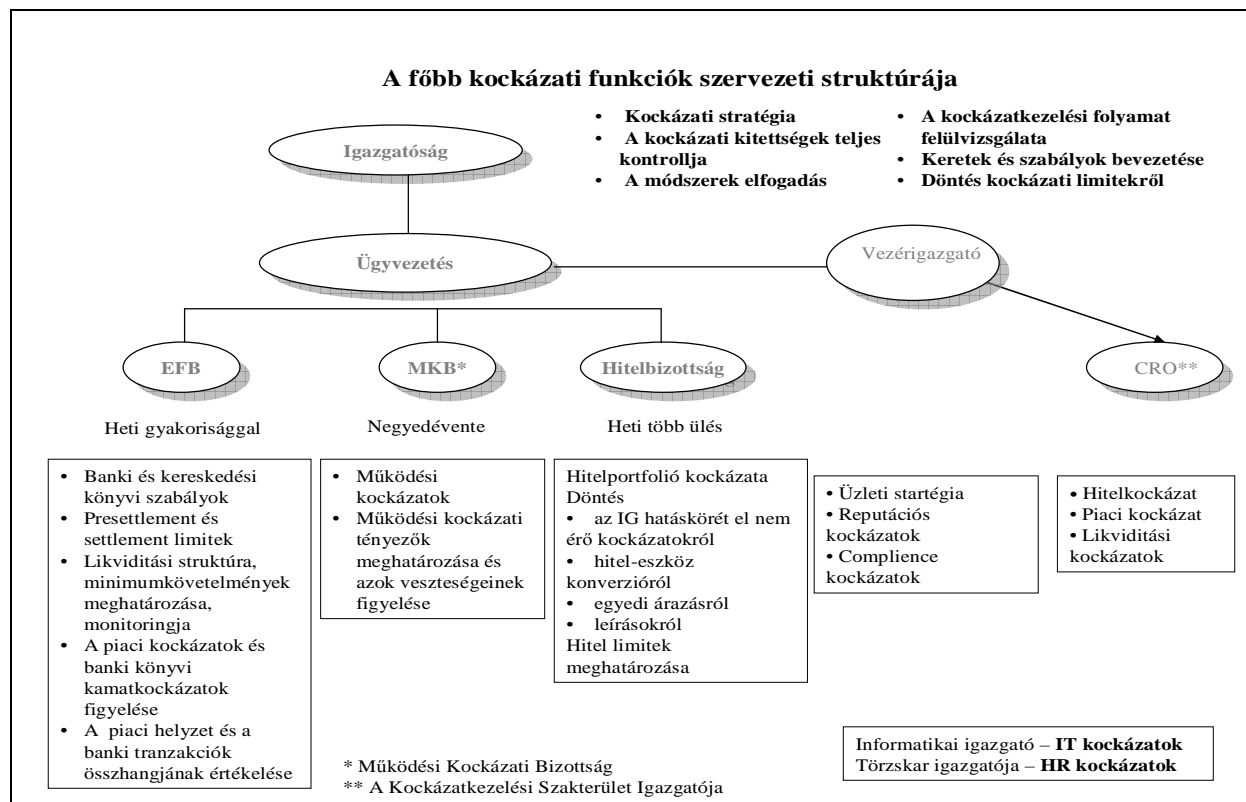 A főbb kockázati funkciók szervezeti struktúrája
• Kockázati stratégia
• A kockázati kitettségek teljes
kontrollja
• A módszerek elfogadás
• A kockázatkezelési folyamat
felülvizsgálata
• Keretek és szabályok bevezetése
• Döntés kockázati limitekről
Igazgatóság
Ügyvezetés
Vezérigazgató
EFB
MKB*
Hitelbizottság
CRO**
Heti gyakorisággal
Negyedévente
Heti több ülés
• Banki és kereskedési
könyvi szabályok
• Presettlement és
settlement limitek
• Likviditási struktúra,
minimumkövetelmények
meghatározása,
monitoringja
• A piaci kockázatok és
banki könyvi
kamatkockázatok
figyelése
• A piaci helyzet és a
banki tranzakciók
összhangjának értékelése
• Működési
kockázatok
• Működési kockázati
tényezők
meghatározása és
azok veszteségeinek
figyelése
Hitelportfolió kockázata
Döntés
• az IG hatáskörét el nem
érő kockázatokról
• hitel-eszköz
konverzióról
• egyedi árazásról
• leírásokról
Hitel limitek
meghatározása
• Üzleti startégia
• Reputációs
kockázatok
• Complience
kockázatok
• Hitelkockázat
• Piaci kockázat
• Likviditási
kockázatok
* Működési Kockázati Bizottság
** A Kockázatkezelési Szakterület Igazgatója
Informatikai igazgató – IT kockázatok
Törzskar igazgatója – HR kockázatok